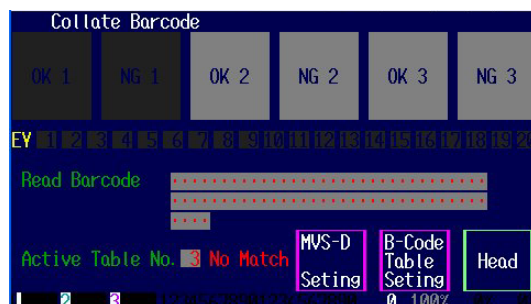 Collate Barcode
OK 1 NG 1 OK 2 NG 2 OK 3 NG 3
EY 1 2 3 4 5 6 7 8 9 10 11 12 13 14 15 16 17 18 19 20
Read Barcode
Active Table No. 3 No Match
MVS-D
Seting
B-Code
Table
Seting
Head
2 3 0 100%